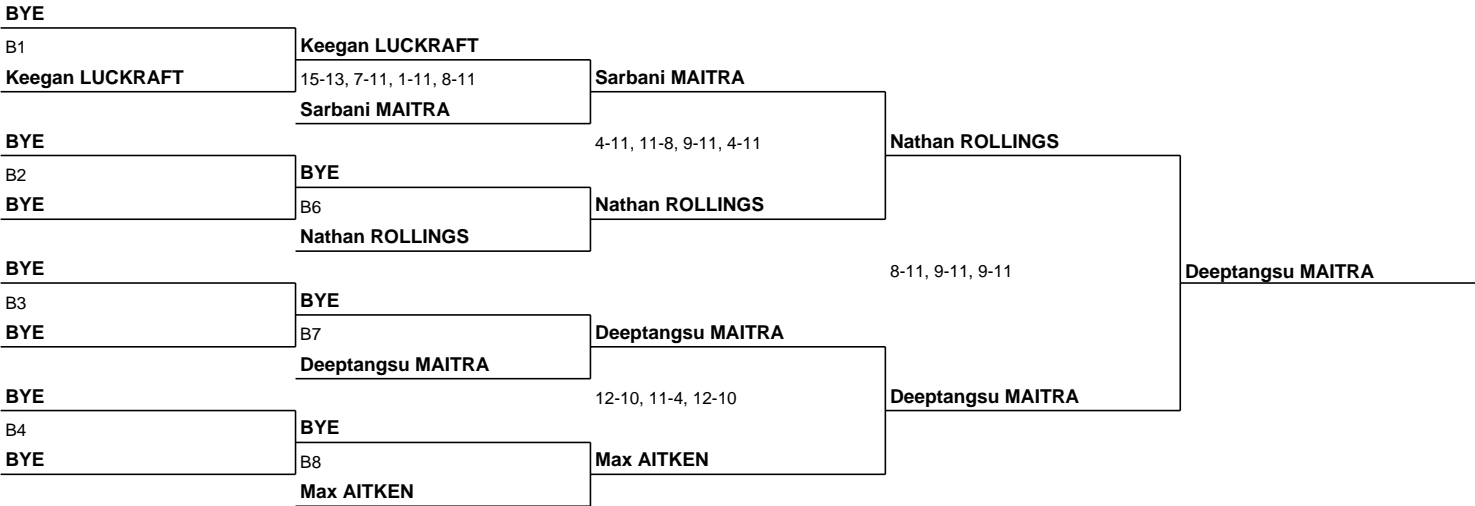 BYE
B1
Keegan LUCKRAFT
Keegan LUCKRAFT
15-13, 7-11, 1-11, 8-11
Sarbani MAITRA
Sarbani MAITRA
BYE
4-11, 11-8, 9-11, 4-11
Nathan ROLLINGS
B2
BYE
BYE
B6
Nathan ROLLINGS
Nathan ROLLINGS
BYE
8-11, 9-11, 9-11
Deeptangsu MAITRA
B3
BYE
BYE
B7
Deeptangsu MAITRA
Deeptangsu MAITRA
BYE
12-10, 11-4, 12-10
Deeptangsu MAITRA
B4
BYE
BYE
B8
Max AITKEN
Max AITKEN